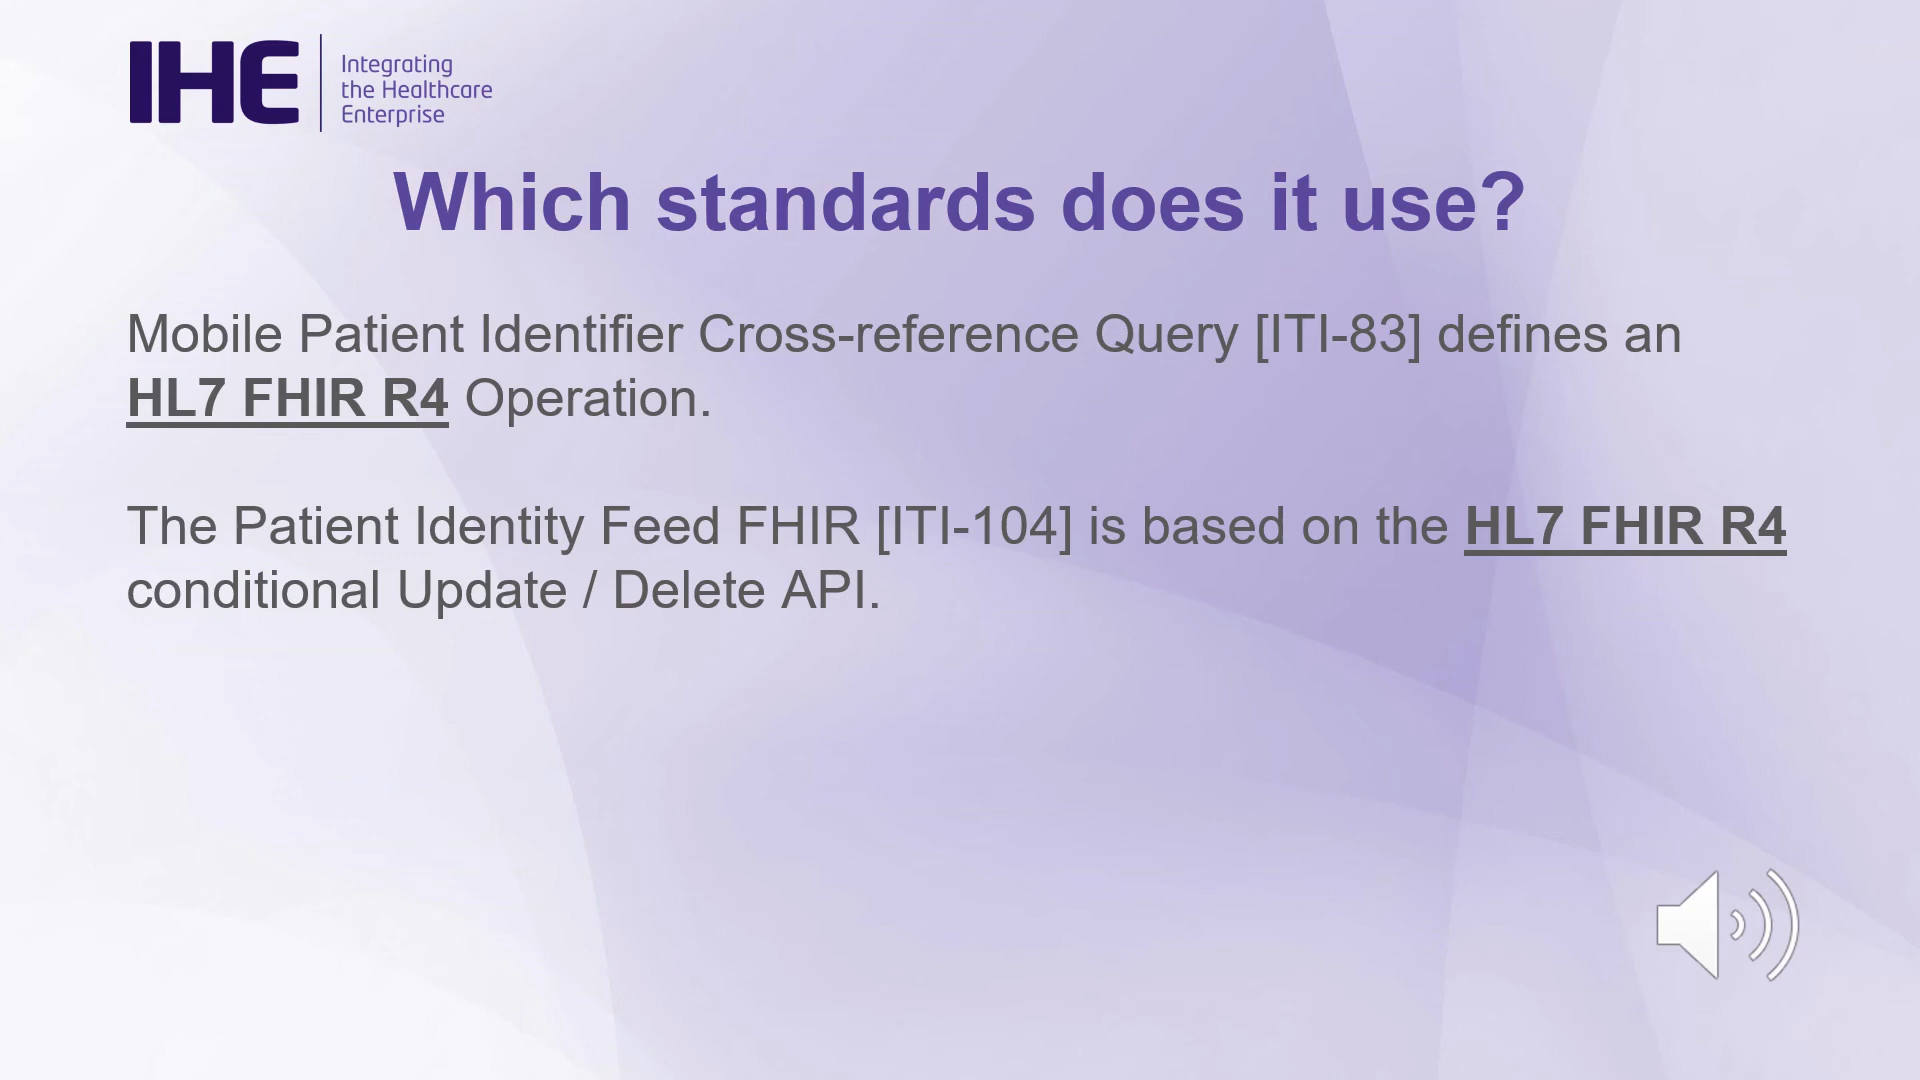 IHE
Integrating
the Healthcare
Enterprise
Which standards does it use?
Mobile Patient Identifier Cross-reference Query [ITI-83] defines an
HL7 FHIR R4 Operation.
The Patient Identity Feed FHIR [ITI-104] is based on the HL7 FHIR R4
conditional Update / Delete API.